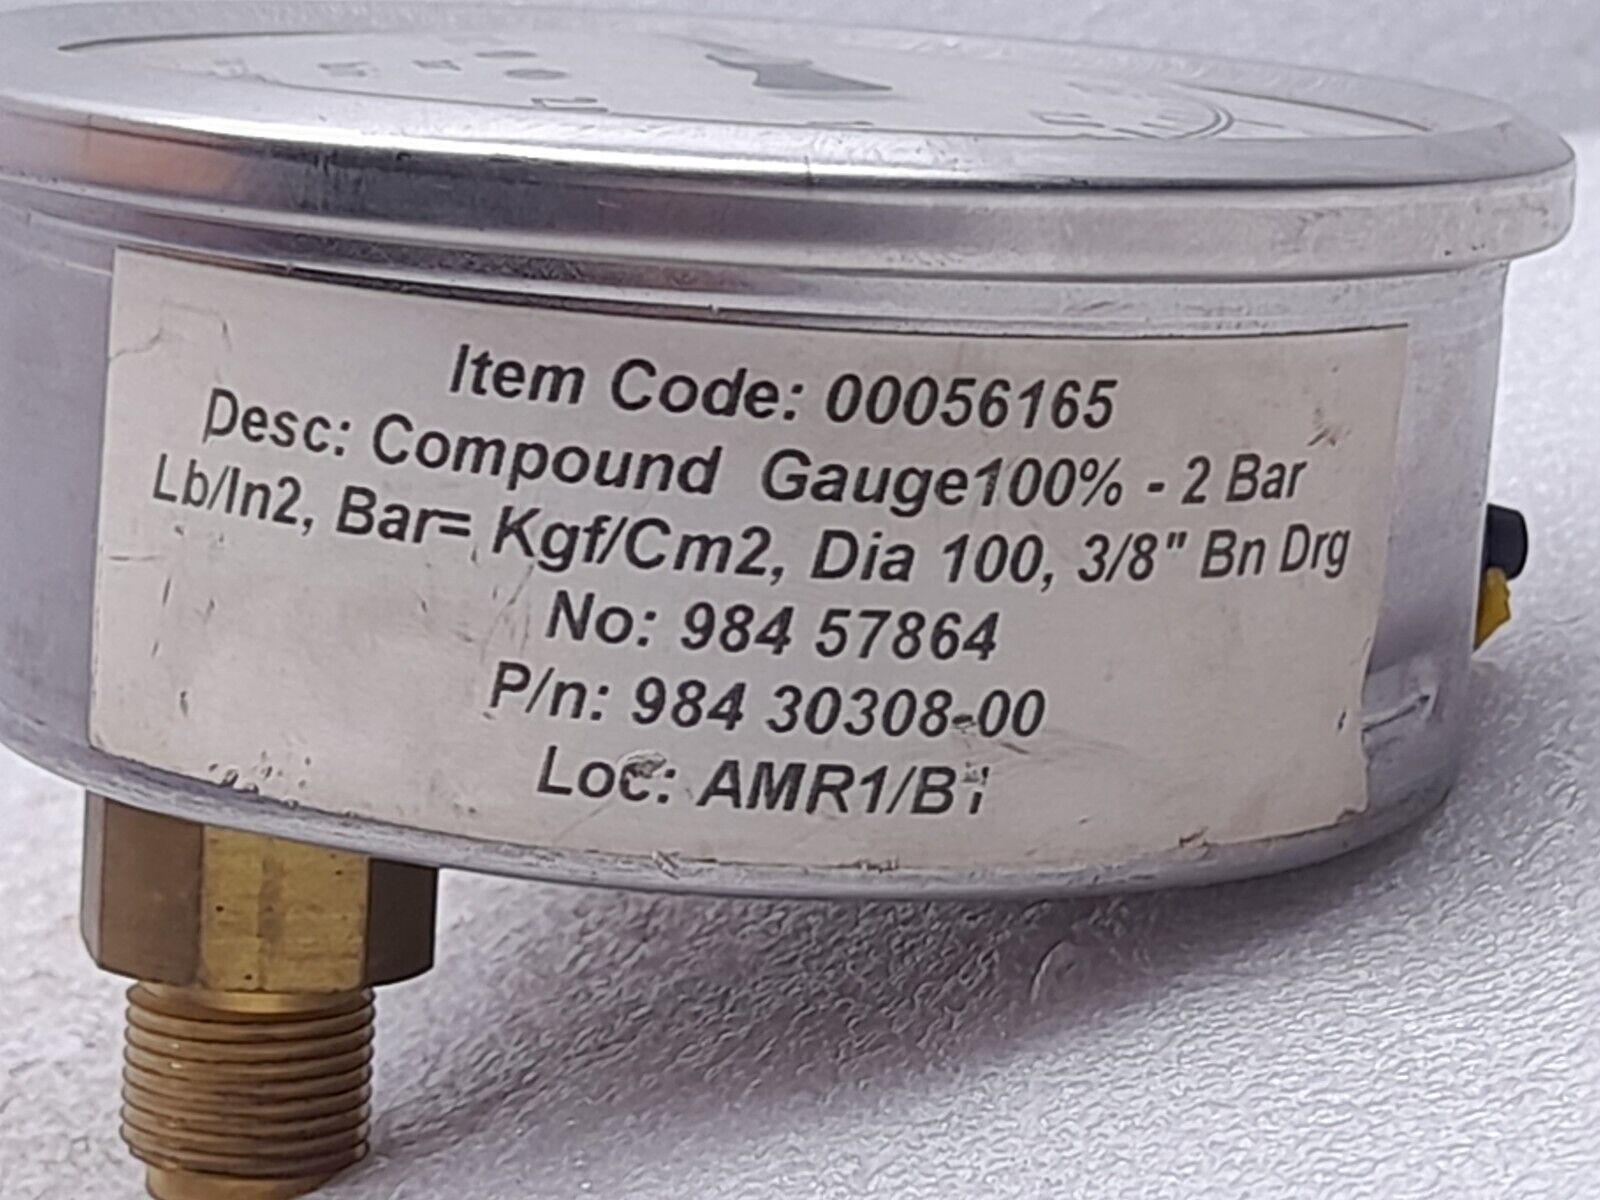 Item Code: 00056165
Desc: Compound Gauge100% - 2 Bar
Lb/In2, Bar= Kgf/Cm2, Dia 100, 3/8" Bn Drg
No: 984 57864
P/n: 984 30308-00
Loc: AMR1/B1